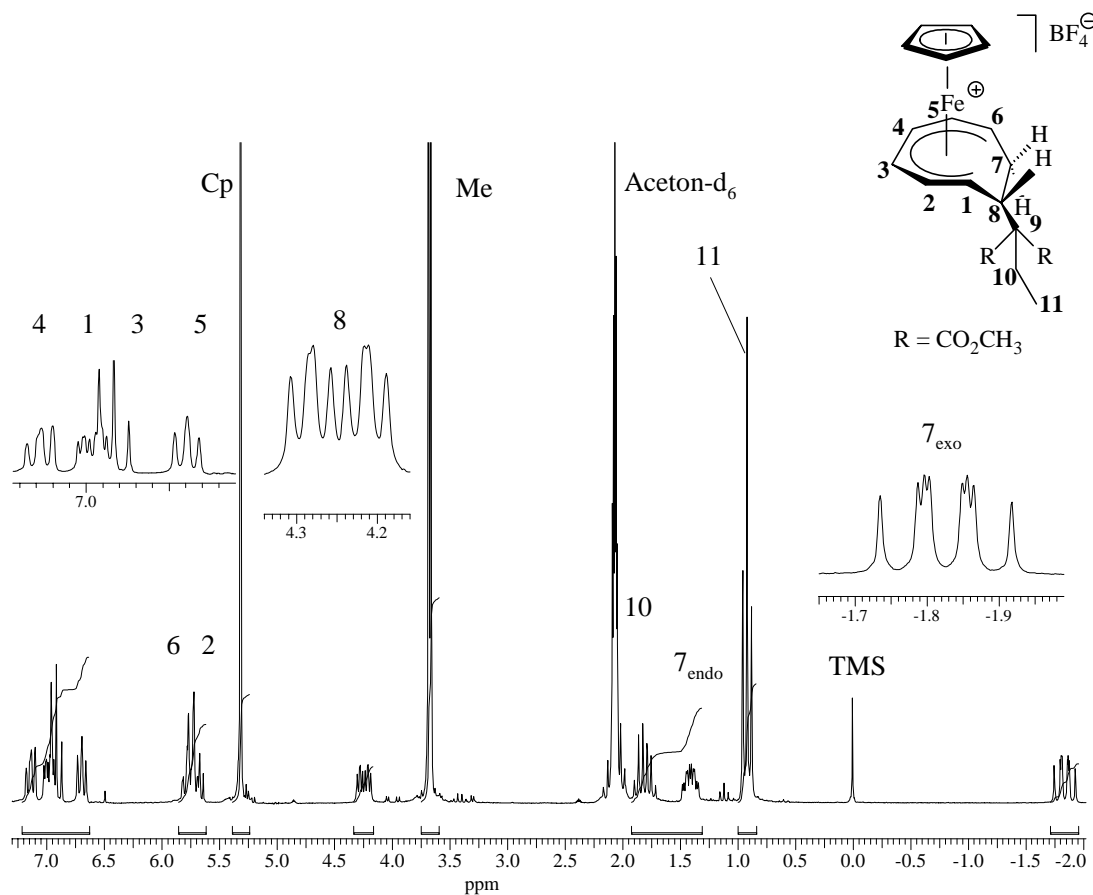 BF4⊖
Fe ⊕
5
4
6
H
7
H
3
2
1
8
H
9
R
R
10
11
R = CO2CH3
Cp
Me
Aceton-d6
11
4 1 3 5
8
7.0
4.3 4.2
7exo
-1.7 -1.8 -1.9
10
6 2
7endo
TMS
7.0 6.5 6.0 5.5 5.0 4.5 4.0 3.5 3.0 2.5 2.0 1.5 1.0 0.5 0.0 -0.5 -1.0 -1.5 -2.0
ppm